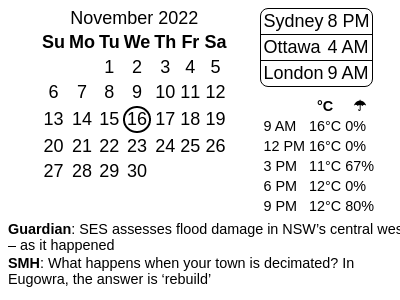 November 2022
Su Mo Tu We Th Fr Sa
1 2 3 4 5
6 7 8 9 10 11 12
13 14 15 16 17 18 19
20 21 22 23 24 25 26
27 28 29 30
Sydney 8 PM
Ottawa 4 AM
London 9 AM
°C ☂
9 AM 16°C 0%
12 PM 16°C 0%
3 PM 11°C 67%
6 PM 12°C 0%
9 PM 12°C 80%
Guardian: SES assesses flood damage in NSW’s central wes
– as it happened
SMH: What happens when your town is decimated? In
Eugowra, the answer is ‘rebuild’